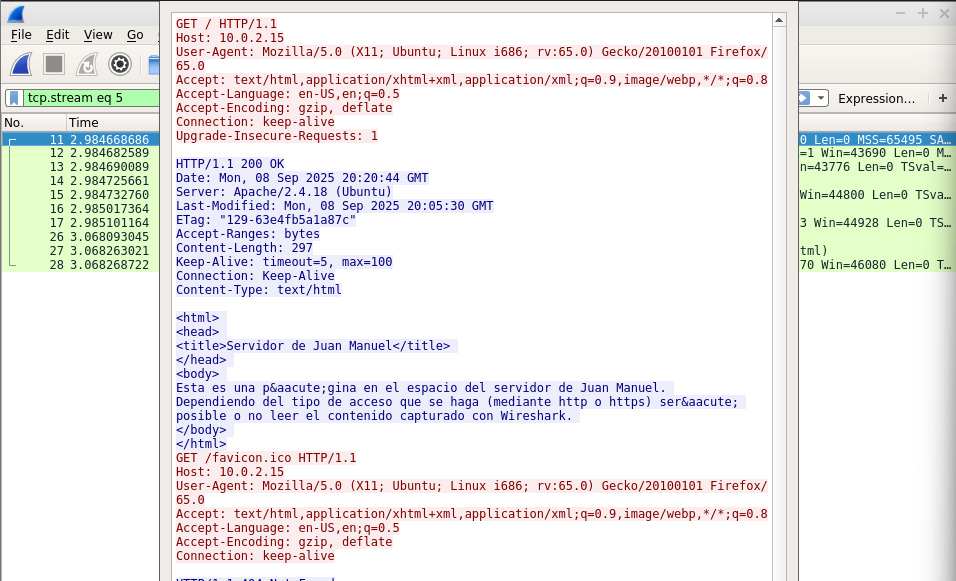 File Edit View Go
tcp.stream eq 5
Expression… +
No. Time
11 2.984668686
0 Len=0 MSS=65495 SA…
12 2.984682589
=1 Win=43690 Len=0 M…
13 2.984690089
n=43776 Len=0 TSval=…
14 2.984725661
15 2.984732760
Win=44800 Len=0 TSva…
16 2.985017364
17 2.985101164
3 Win=44928 Len=0 TS…
26 3.068093045
27 3.068263021
tml)
28 3.068268722
70 Win=46080 Len=0 T…
GET / HTTP/1.1
Host: 10.0.2.15
User-Agent: Mozilla/5.0 (X11; Ubuntu; Linux i686; rv:65.0) Gecko/20100101 Firefox/
65.0
Accept: text/html,application/xhtml+xml,application/xml;q=0.9,image/webp,*/*;q=0.8
Accept-Language: en-US,en;q=0.5
Accept-Encoding: gzip, deflate
Connection: keep-alive
Upgrade-Insecure-Requests: 1
HTTP/1.1 200 OK
Date: Mon, 08 Sep 2025 20:20:44 GMT
Server: Apache/2.4.18 (Ubuntu)
Last-Modified: Mon, 08 Sep 2025 20:05:30 GMT
ETag: "129-63e4fb5a1a87c"
Accept-Ranges: bytes
Content-Length: 297
Keep-Alive: timeout=5, max=100
Connection: Keep-Alive
Content-Type: text/html
<html>
<head>
<title>Servidor de Juan Manuel</title>
</head>
<body>
Esta es una p&aacute;gina en el espacio del servidor de Juan Manuel.
Dependiendo del tipo de acceso que se haga (mediante http o https) ser&aacute;
posible o no leer el contenido capturado con Wireshark.
</body>
</html>
GET /favicon.ico HTTP/1.1
Host: 10.0.2.15
User-Agent: Mozilla/5.0 (X11; Ubuntu; Linux i686; rv:65.0) Gecko/20100101 Firefox/
65.0
Accept: text/html,application/xhtml+xml,application/xml;q=0.9,image/webp,*/*;q=0.8
Accept-Language: en-US,en;q=0.5
Accept-Encoding: gzip, deflate
Connection: keep-alive